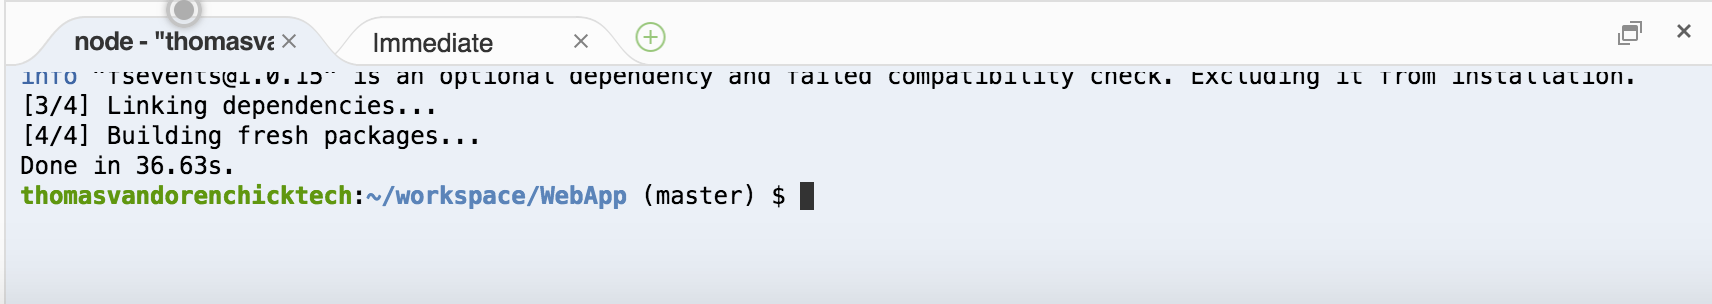 node - "thomasva
Immediate
info "fsevents@1.0.15" is an optional dependency and failed compatibility check. Excluding it from installation.
[3/4] Linking dependencies...
[4/4] Building fresh packages...
Done in 36.63s.
thomasvandorenchicktech:~/workspace/WebApp (master) $